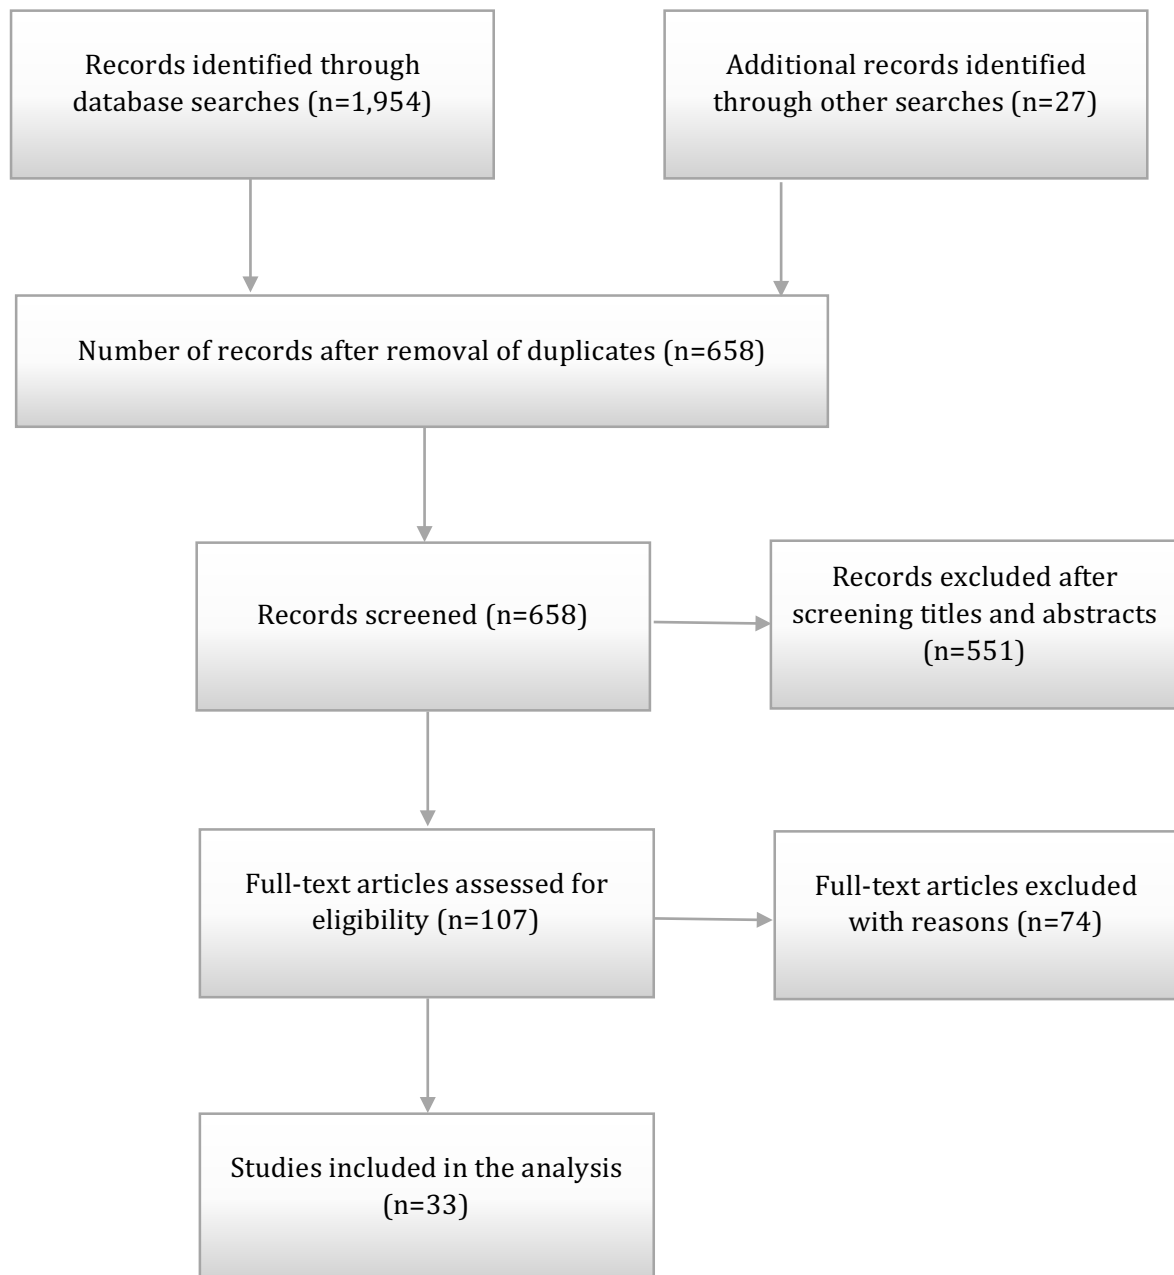 Records identified through
database searches (n=1,954)
Additional records identified
through other searches (n=27)
Number of records after removal of duplicates (n=658)
Records screened (n=658)
Records excluded after
screening titles and abstracts
(n=551)
Full-text articles assessed for
eligibility (n=107)
Full-text articles excluded
with reasons (n=74)
Studies included in the analysis
(n=33)